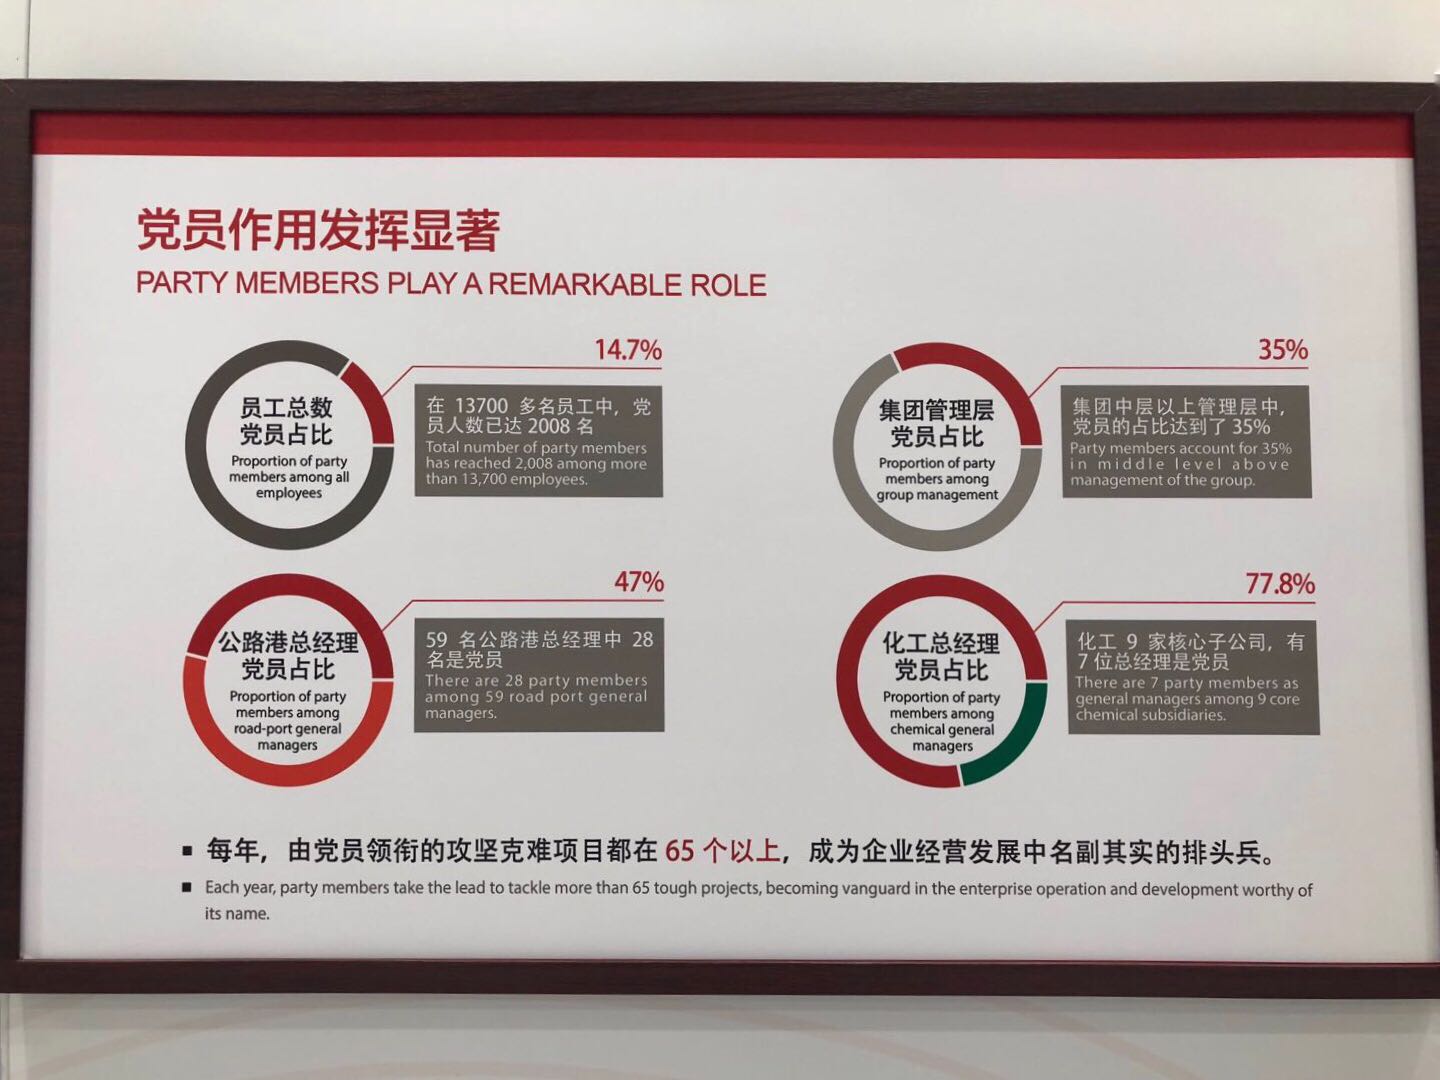 党员作用发挥显著
PARTY MEMBERS PLAY A REMARKABLE ROLE
14.7%
员工总数
党员占比
Proportion of party
members among all
employees
在 13700 多名员工中，党
员人数已达 2008 名
Total number of party members
has reached 2,008 among more
than 13,700 employees.
35%
集团管理层
党员占比
Proportion of party
members among
group management
集团中层以上管理层中，
党员的占比达到了 35%
Party members account for 35%
in middle level above
management of the group.
47%
公路港总经理
党员占比
Proportion of party
members among
road-port general
managers
59 名公路港总经理中 28
名是党员
There are 28 party members
among 59 road port general
managers.
77.8%
化工总经理
党员占比
Proportion of party
members among
chemical general
managers
化工 9 家核心子公司，有
7 位总经理是党员
There are 7 party members as
general managers among 9 core
chemical subsidiaries.
■ 每年，由党员领衔的攻坚克难项目都在 65 个以上，成为企业经营发展中名副其实的排头兵。
■ Each year, party members take the lead to tackle more than 65 tough projects, becoming vanguard in the enterprise operation and development worthy of
its name.